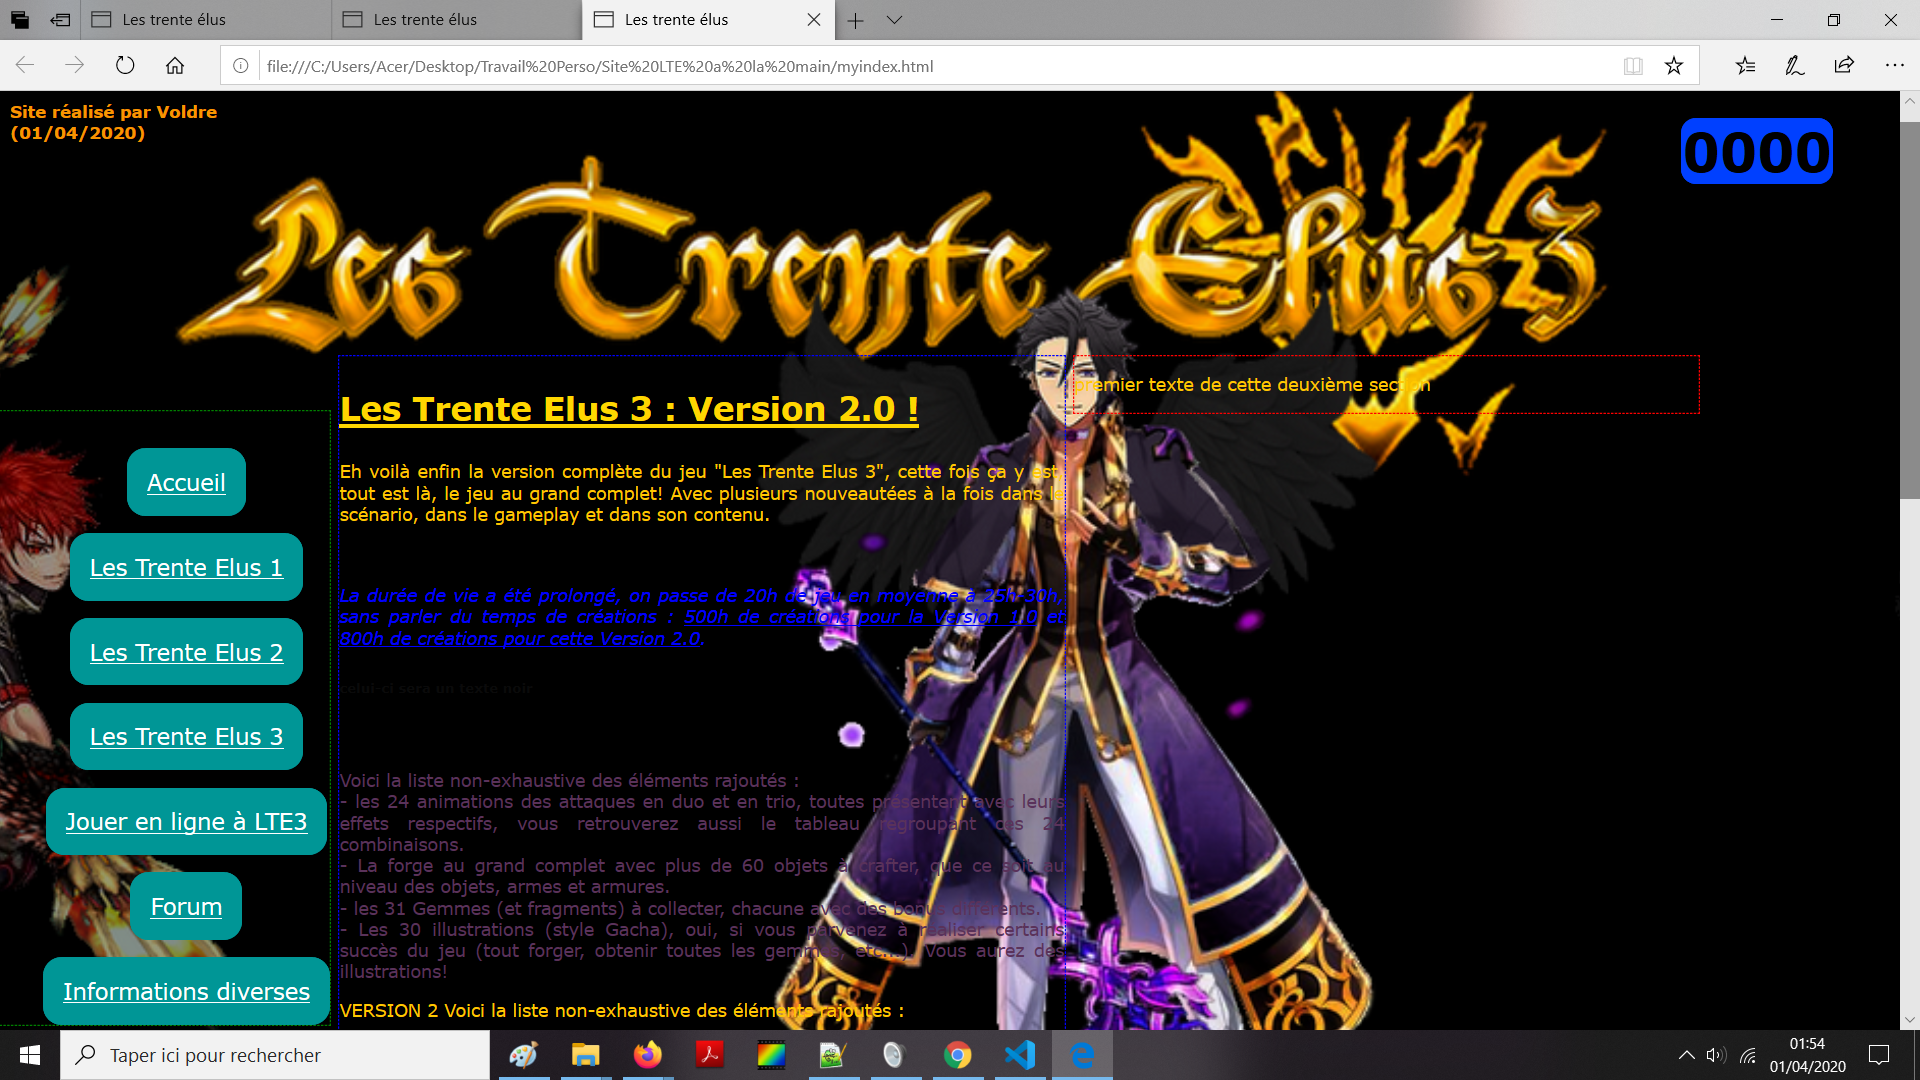 Les trente élus
Les trente élus
Les trente élus
file:///C:/Users/Acer/Desktop/Travail%20Perso/Site%20LTE%20a%20la%20main/myindex.html
Site réalisé par Voldre
(01/04/2020)
0000
Les Trente Elus 3
premier texte de cette deuxième section
Accueil
Les Trente Elus 1
Les Trente Elus 2
Les Trente Elus 3
Jouer en ligne à LTE3
Forum
Informations diverses
Les Trente Elus 3 : Version 2.0 !
Eh voilà enfin la version complète du jeu "Les Trente Elus 3", cette fois ça y est,
tout est là, le jeu au grand complet! Avec plusieurs nouveautées à la fois dans le
scénario, dans le gameplay et dans son contenu.
La durée de vie a été prolongé, on passe de 20h de jeu en moyenne à 25h-30h,
sans parler du temps de créations : 500h de créations pour la Version 1.0 et
800h de créations pour cette Version 2.0.
celui-ci sera un texte noir
Voici la liste non-exhaustive des éléments rajoutés :
- les 24 animations des attaques en duo et en trio, toutes présentent avec leurs
effets respectifs, vous retrouverez aussi le tableau regroupant ces 24
combinaisons.
- La forge au grand complet avec plus de 60 objets à crafter, que ce soit au
niveau des objets, armes et armures.
- les 31 Gemmes (et fragments) à collecter, chacune avec des bonus différents.
- Les 30 illustrations (style Gacha), oui, si vous parvenez à réaliser certains
succès du jeu (tout forger, obtenir toutes les gemmes, etc...). Vous aurez des
illustrations!
VERSION 2 Voici la liste non-exhaustive des éléments rajoutés :
Taper ici pour rechercher
01:54
01/04/2020